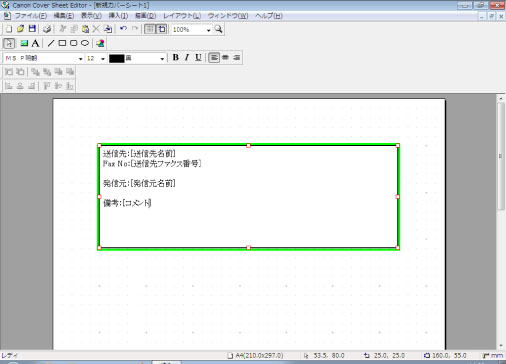 Canon Cover Sheet Editor - [新規カバーシート1]
ファイル(F) 編集(E) 表示(V) 挿入(I) 描画(D) レイアウト(L) ウィンドウ(W) ヘルプ(H)
100%
A
MS P明朝 12 黒 B I U
送信先:[送信先名前]
Fax No:[送信先ファクス番号]
発信元:[発信元名前]
備考:[コメント]
レディ A4(210.0x297.0) 53.5, 80.0 25.0, 25.0 160.0, 55.0 mm